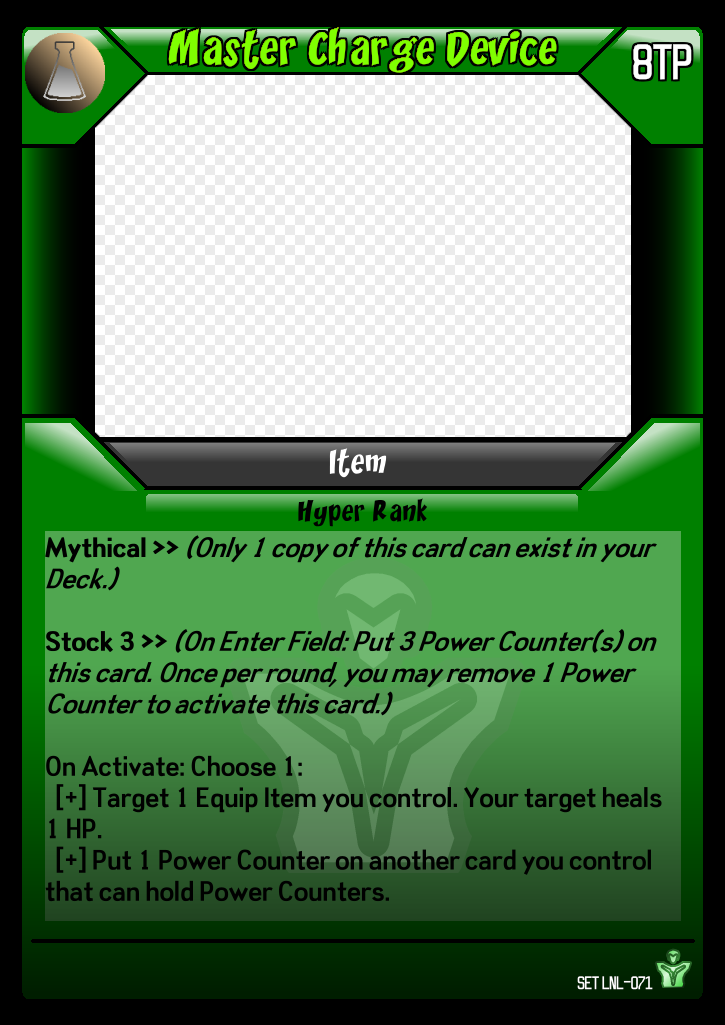 Master Charge Device
8TP
Item
Hyper Rank
Mythical >> (Only 1 copy of this card can exist in your
Deck.)
Stock 3 >> (On Enter Field: Put 3 Power Counter(s) on
this card. Once per round, you may remove 1 Power
Counter to activate this card.)
On Activate: Choose 1:
[+] Target 1 Equip Item you control. Your target heals
1 HP.
[+] Put 1 Power Counter on another card you control
that can hold Power Counters.
SET LNL-071